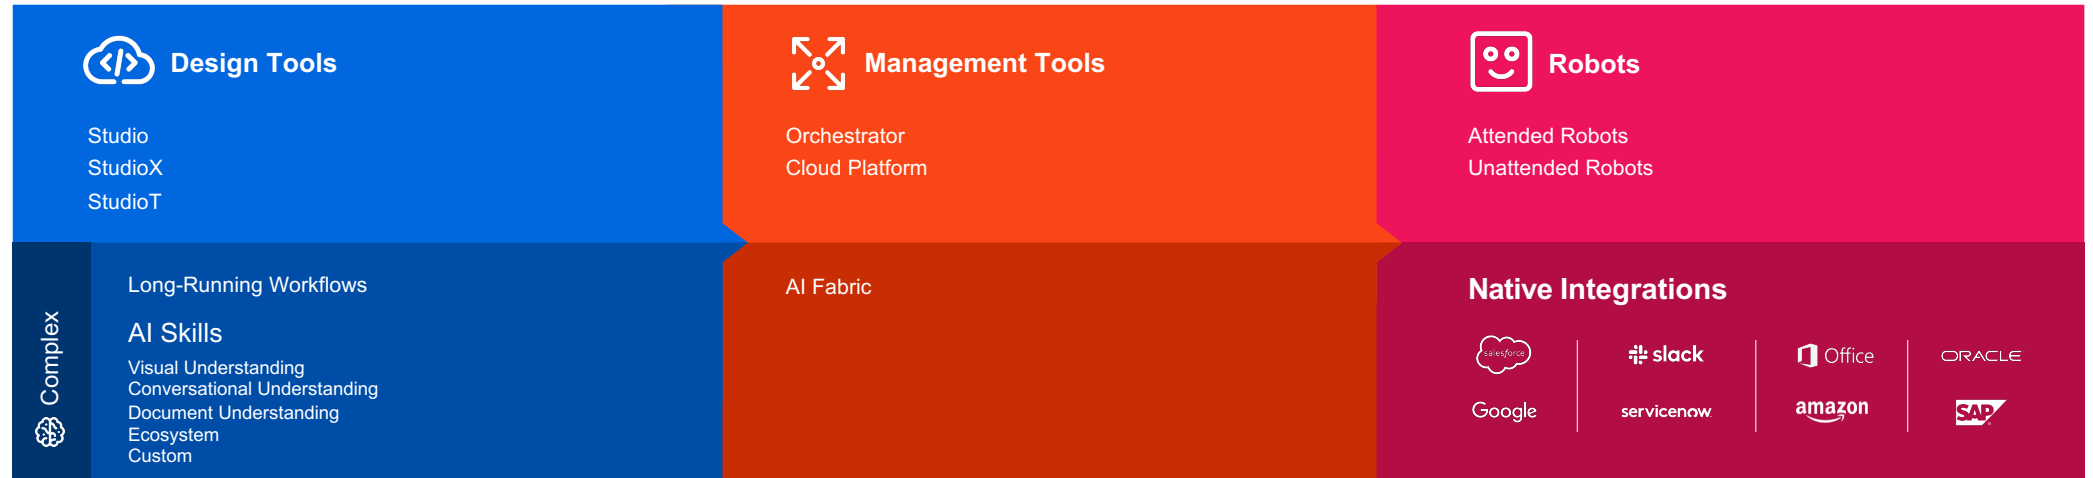 Design Tools
Studio
StudioX
StudioT
Management Tools
Orchestrator
Cloud Platform
Robots
Attended Robots
Unattended Robots
Complex
Long-Running Workflows
AI Skills
Visual Understanding
Conversational Understanding
Document Understanding
Ecosystem
Custom
AI Fabric
Native Integrations
salesforce
slack
Office
ORACLE
Google
servicenow
amazon
SAP